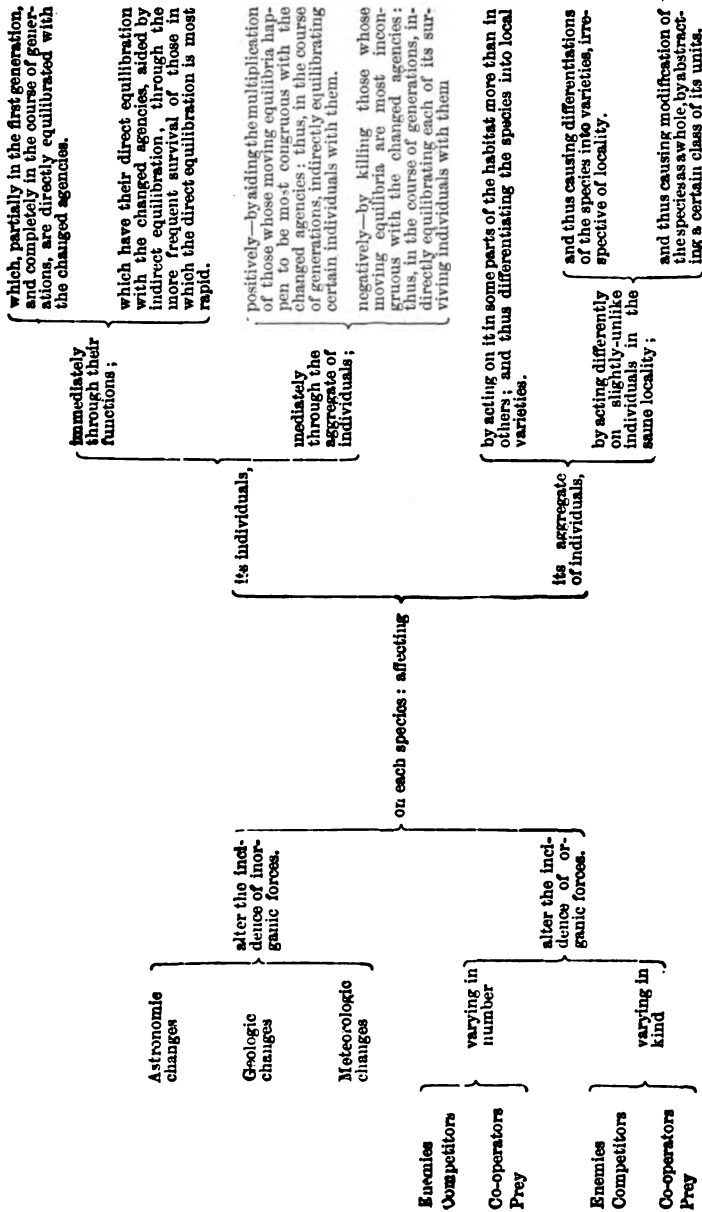 Astronomic
changes
Geologic
changes
Meteorologic
changes
alter the inci-
dence of inor-
ganic forces.
Enemies
Competitors
Co-operators
Prey
varying in
number
Enemies
Competitors
Co-operators
Prey
varying in
kind
alter the inci-
dence of or-
ganic forces.
on each species: affecting
its individuals,
immediately
through their
functions;
which, partially in the first generation,
and completely in the course of gener-
ations, are directly equilibrated with
the changed agencies.
which have their direct equilibration
with the changed agencies, aided by
indirect equilibration, through the
more frequent survival of those in
which the direct equilibration is most
rapid.
mediately
through the
aggregate of
individuals;
positively—by aiding the multiplication
of those whose moving equilibria hap-
pen to be most congruous with the
changed agencies: thus, in the course
of generations, indirectly equilibrating
certain individuals with them.
negatively—by killing those whose
moving equilibria are most incon-
gruous with the changed agencies:
thus, in the course of generations, in-
directly equilibrating each of its sur-
viving individuals with them
its aggregate
of individuals,
by acting on it in some parts of the habitat more than in
others; and thus differentiating the species into local
varieties.
by acting differently
on slightly-unlike
individuals in the
same locality;
and thus causing differentiations
of the species into varieties, irre-
spective of locality.
and thus causing modification of
the species as a whole, by abstract-
ing a certain class of its units.